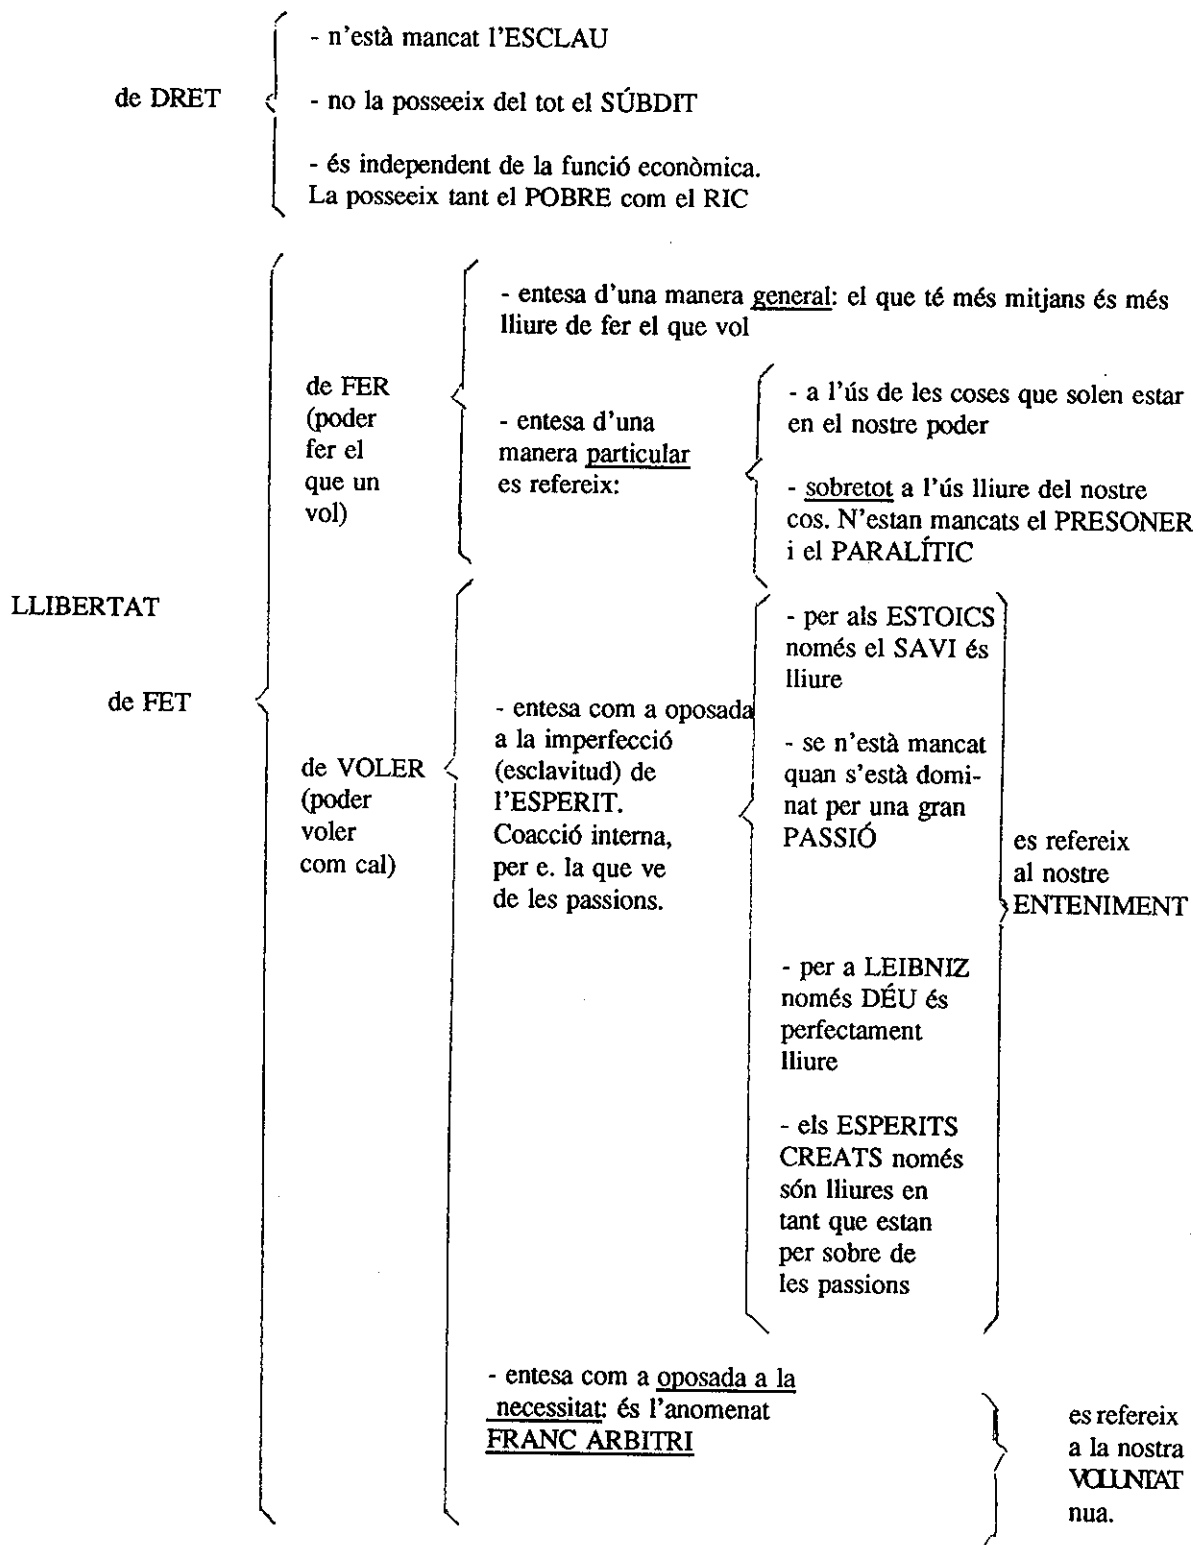 - n'està mancat l'ESCLAU
de DRET
- no la posseeix del tot el SÚBDIT
- és independent de la funció econòmica.
La posseeix tant el POBRE com el RIC
- entesa d'una manera general: el que té més mitjans és més
lliure de fer el que vol
de FER
(poder
fer el
que un
vol)
- entesa d'una
manera particular
es refereix:
- a l'ús de les coses que solen estar
en el nostre poder
- sobretot a l'ús lliure del nostre
cos. N'estan mancats el PRESONER
i el PARALÍTIC
LLIBERTAT
de FET
de VOLER
(poder
voler
com cal)
- entesa com a oposada
a la imperfecció
(esclavitud) de
l'ESPERIT.
Coacció interna,
per e. la que ve
de les passions.
- per als ESTOICS
només el SAVI és
lliure
- se n'està mancat
quan s'està domi-
nat per una gran
PASSIÓ
- per a LEIBNIZ
només DÉU és
perfectament
lliure
- els ESPERITS
CREATS només
són lliures en
tant que estan
per sobre de
les passions
es refereix
al nostre
ENTENIMENT
- entesa com a oposada a la
necessitat: és l'anomenat
FRANC ARBITRI
es refereix
a la nostra
VOLUNTAT
nua.